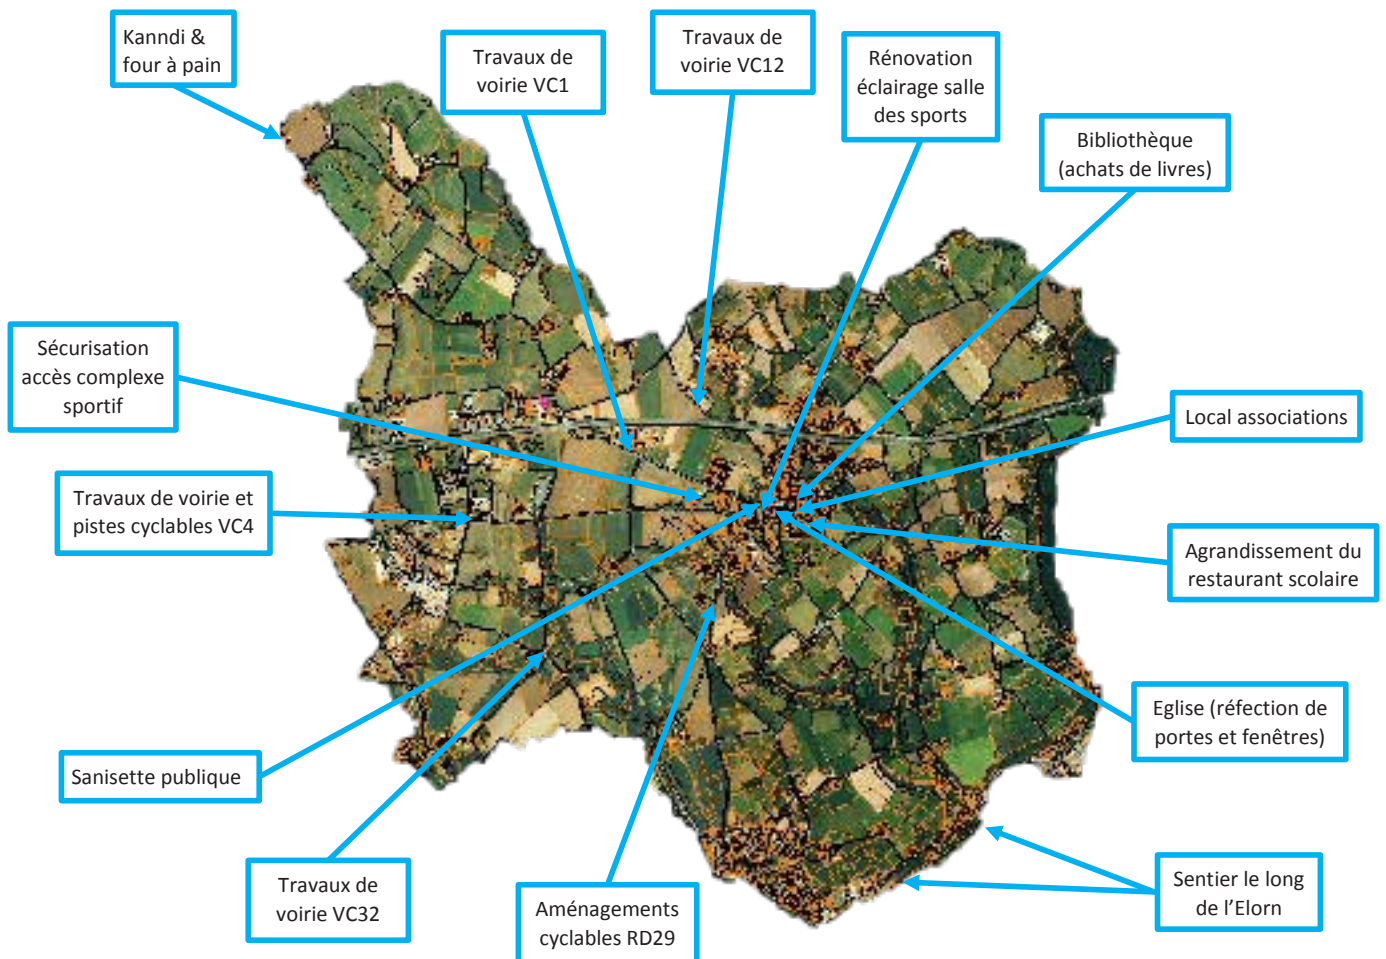 Kanndi &
four à pain
Travaux de
voirie VC1
Travaux de
voirie VC12
Rénovation
éclairage salle
des sports
Bibliothèque
(achats de livres)
Sécurisation
accès complexe
sportif
Local associations
Travaux de voirie et
pistes cyclables VC4
Agrandissement du
restaurant scolaire
Eglise (réfection de
portes et fenêtres)
Sanisette publique
Travaux de
voirie VC32
Aménagements
cyclables RD29
Sentier le long
de l’Elorn